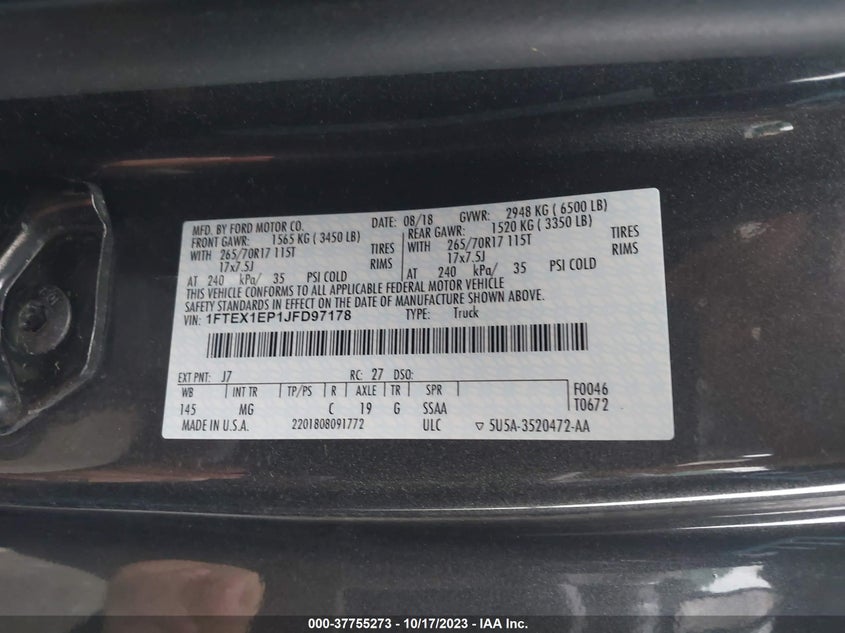 MFD. BY FORD MOTOR CO. DATE: 08/18 GVWR: 2948 KG ( 6500 LB)
FRONT GAWR: 1565 KG ( 3450 LB) REAR GAWR: 1520 KG ( 3350 LB)
WITH 265/70R17 115T TIRES WITH 265/70R17 115T TIRES
17x7.5J RIMS 17x7.5J RIMS
AT 240 kPa/ 35 PSI COLD AT 240 kPa/ 35 PSI COLD
THIS VEHICLE CONFORMS TO ALL APPLICABLE FEDERAL MOTOR VEHICLE
SAFETY STANDARDS IN EFFECT ON THE DATE OF MANUFACTURE SHOWN ABOVE.
VIN: 1FTEX1EP1JFD97178 TYPE: Truck
EXT PNT: J7 RC: 27 DSO:
WB INT TR TP/PS R AXLE TR SPR F0046
145 MG C 19 G SSAA T0672
MADE IN U.S.A. 2201808091772 ULC ▽ 5U5A-3520472-AA
000-37755273 - 10/17/2023 - IAA Inc.